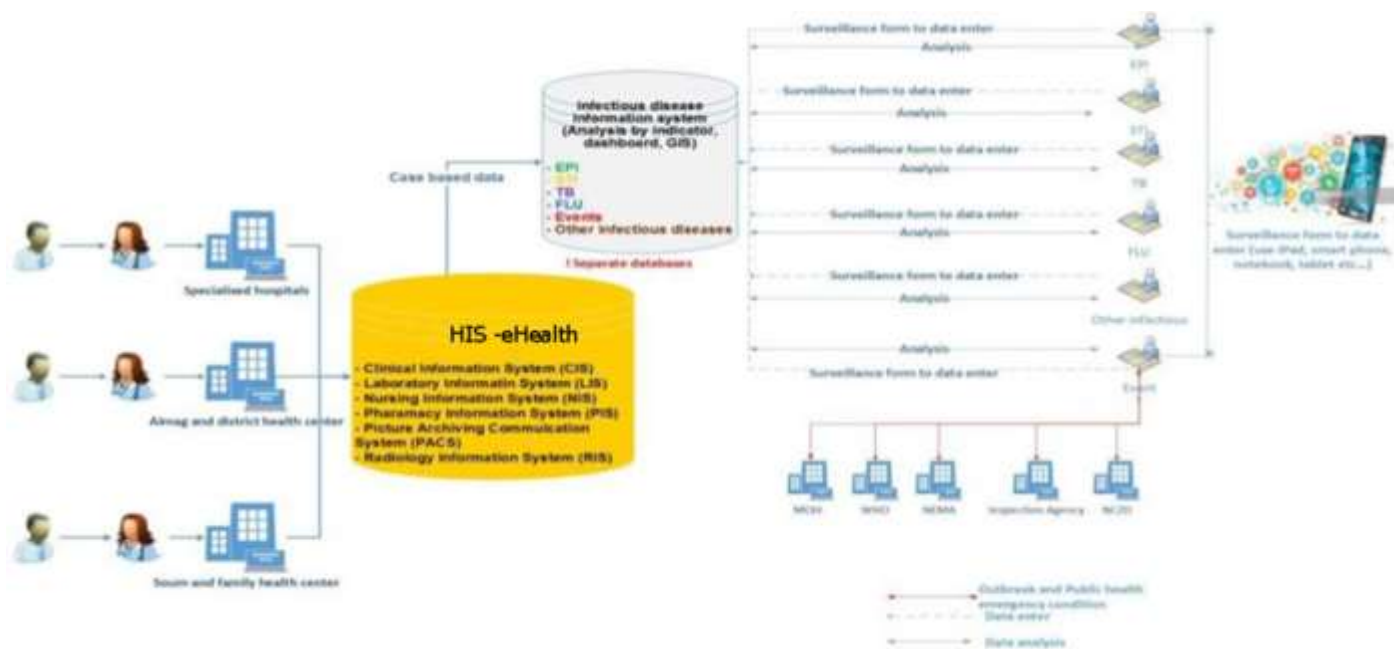 Surveillance form to data enter
Analysis
EPI
Surveillance form to data enter
Analysis
Surveillance form to data enter
Analysis
TB
Surveillance form to data enter
Analysis
FLU
Surveillance form to data enter
Analysis
Other infectious
Analysis
Surveillance form to data enter
Event
Surveillance form to data
enter (use iPad, smart phone,
notebook, tablet etc...)
Infectious disease
information system
(Analysis by indicator,
dashboard, GIS)
- EPI
- TB
- FLU
- Events
- Other infectious diseases
! Separate databases
Case based data
Specialised hospitals
Aimag and district health center
Soum and family health center
HIS -eHealth
- Clinical Information System (CIS)
- Laboratory Informatin System (LIS)
- Nursing Information System (NIS)
- Pharamacy Information System (PIS)
- Picture Archiving Commuication
System (PACS)
- Radiology Information System (RIS)
MOH
WHO
NEMA
Inspection Agency
NCZD
Outbreak and Public health
emergency condition
Data enter
Data analysis